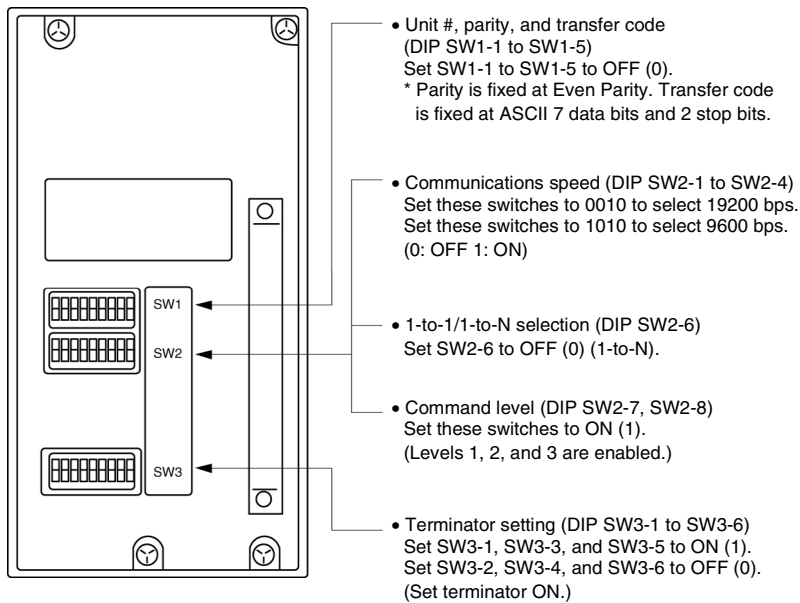 • Unit #, parity, and transfer code
(DIP SW1-1 to SW1-5)
Set SW1-1 to SW1-5 to OFF (0).
* Parity is fixed at Even Parity. Transfer code
is fixed at ASCII 7 data bits and 2 stop bits.
• Communications speed (DIP SW2-1 to SW2-4)
Set these switches to 0010 to select 19200 bps.
Set these switches to 1010 to select 9600 bps.
(0: OFF 1: ON)
SW1
• 1-to-1/1-to-N selection (DIP SW2-6)
Set SW2-6 to OFF (0) (1-to-N).
SW2
• Command level (DIP SW2-7, SW2-8)
Set these switches to ON (1).
(Levels 1, 2, and 3 are enabled.)
SW3
• Terminator setting (DIP SW3-1 to SW3-6)
Set SW3-1, SW3-3, and SW3-5 to ON (1).
Set SW3-2, SW3-4, and SW3-6 to OFF (0).
(Set terminator ON.)